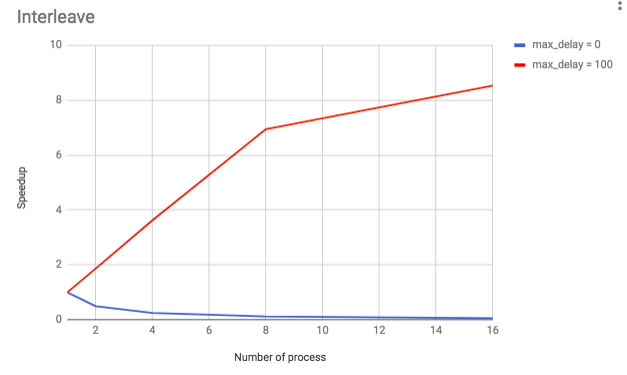 Interleave
max_delay = 0
max_delay = 100
Speedup
10
8
6
4
2
0
2 4 6 8 10 12 14 16
Number of process